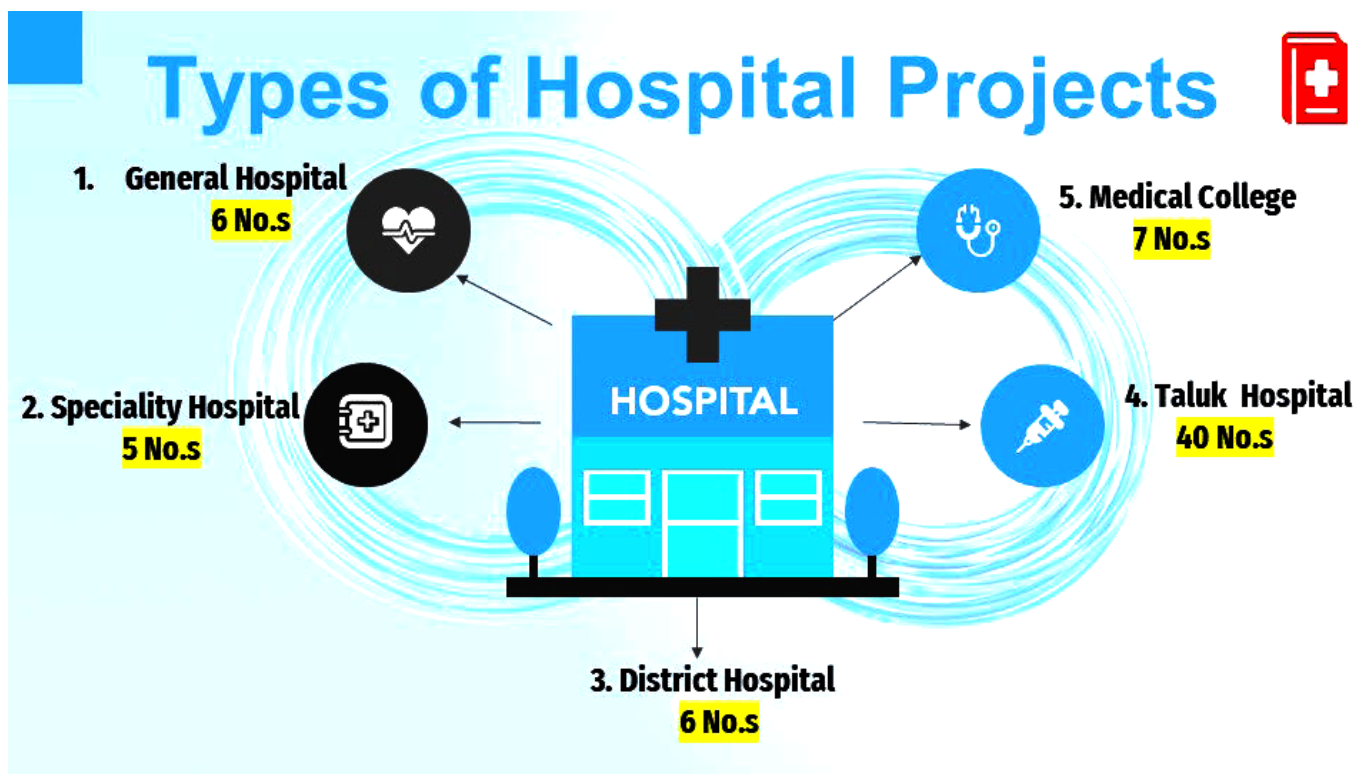 Types of Hospital Projects
1. General Hospital
6 No.s
2. Speciality Hospital
5 No.s
HOSPITAL
3. District Hospital
6 No.s
4. Taluk Hospital
40 No.s
5. Medical College
7 No.s